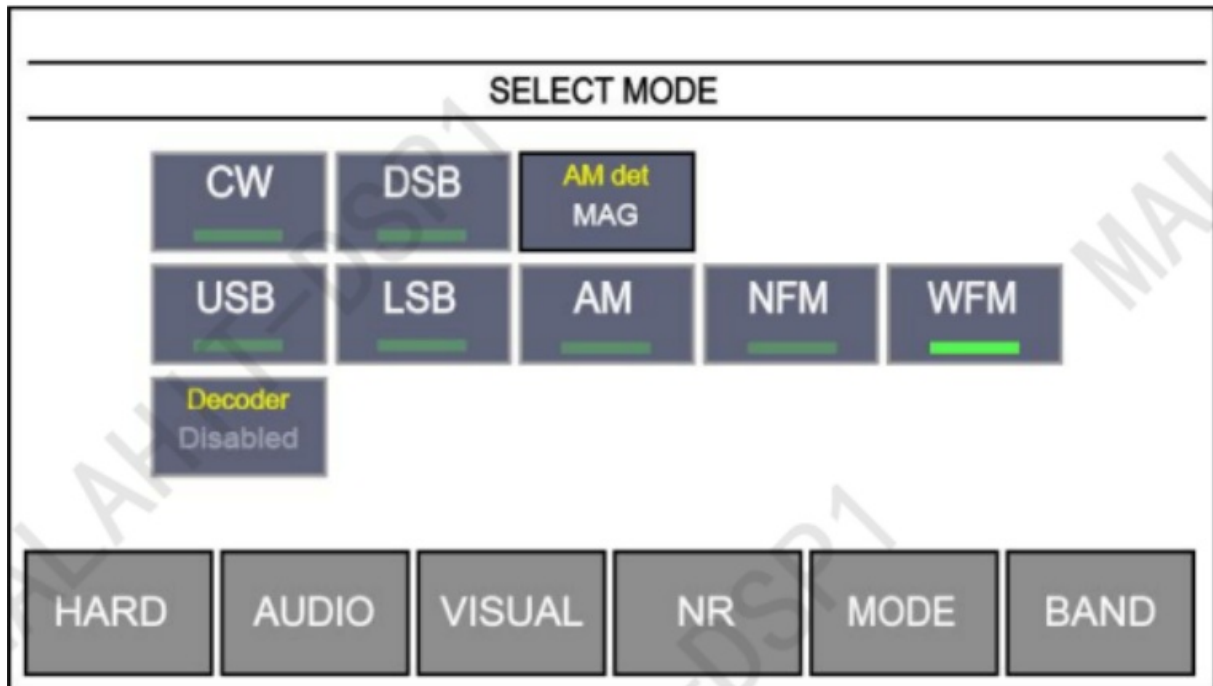 SELECT MODE
CW DSB AM det
MAG
USB LSB AM NFM WFM
Decoder
Disabled
HARD AUDIO VISUAL NR MODE BAND